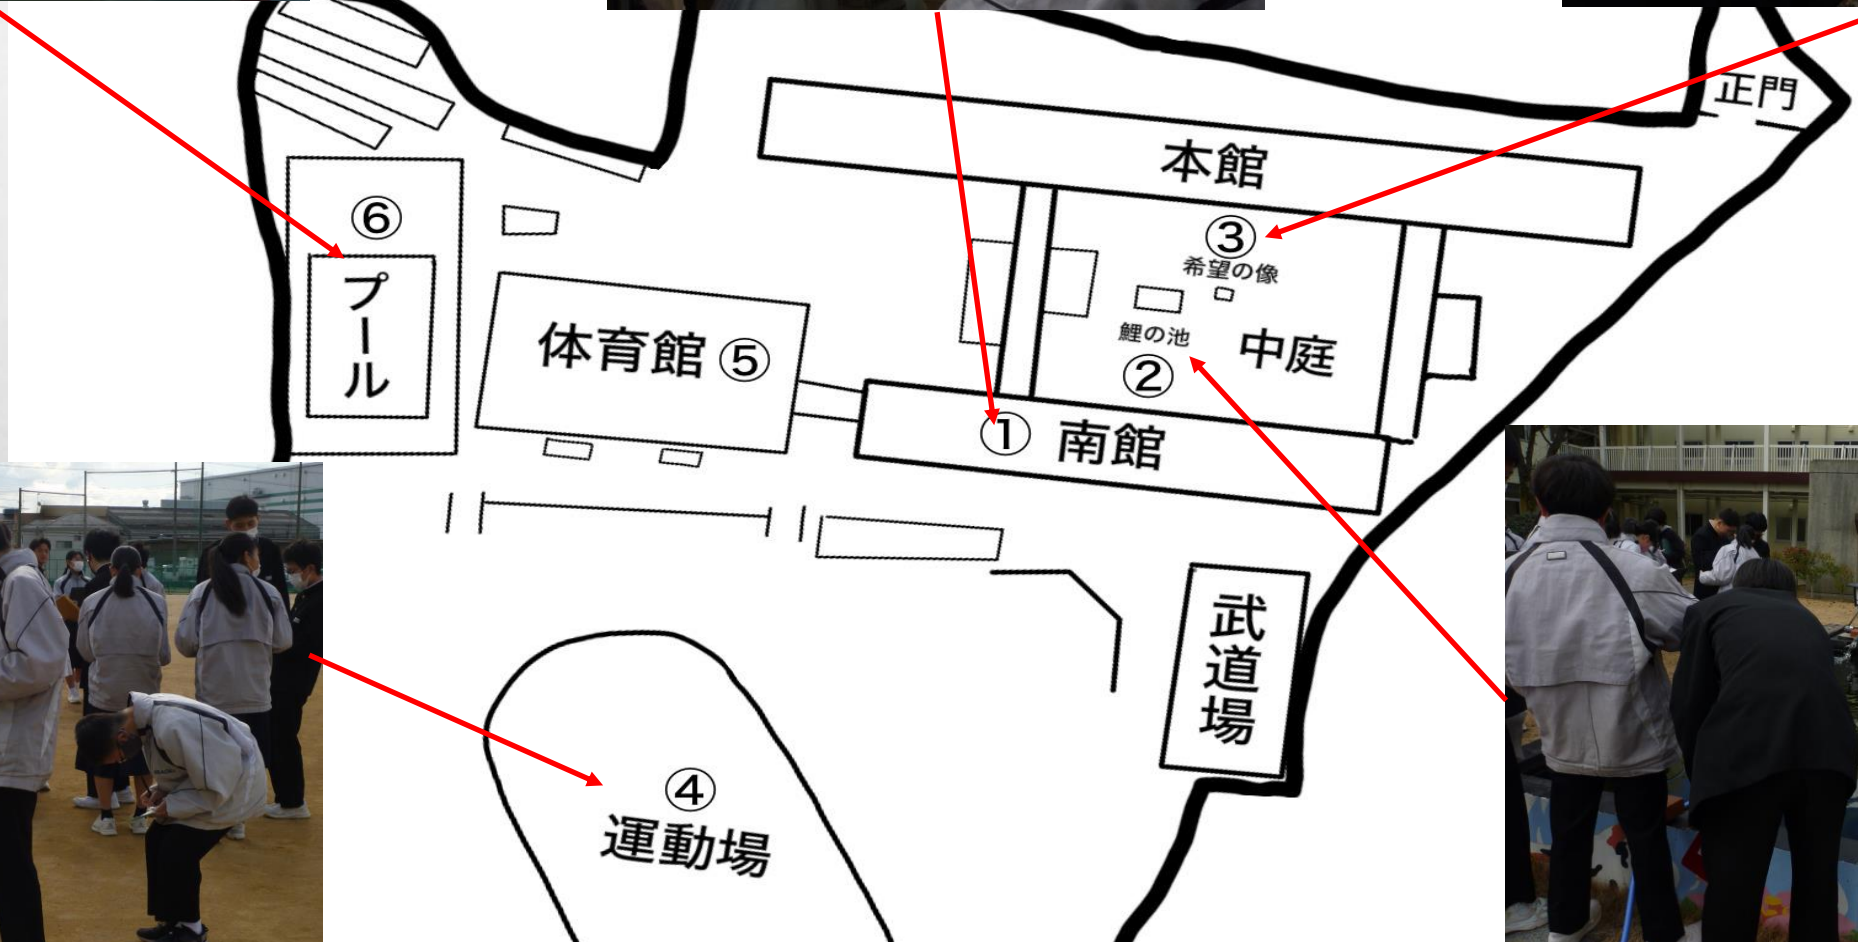 正門
本館
③
希望の像
⑥
プール
体育館⑤
鯉の池
②
中庭
① 南館
武道場
④
運動場